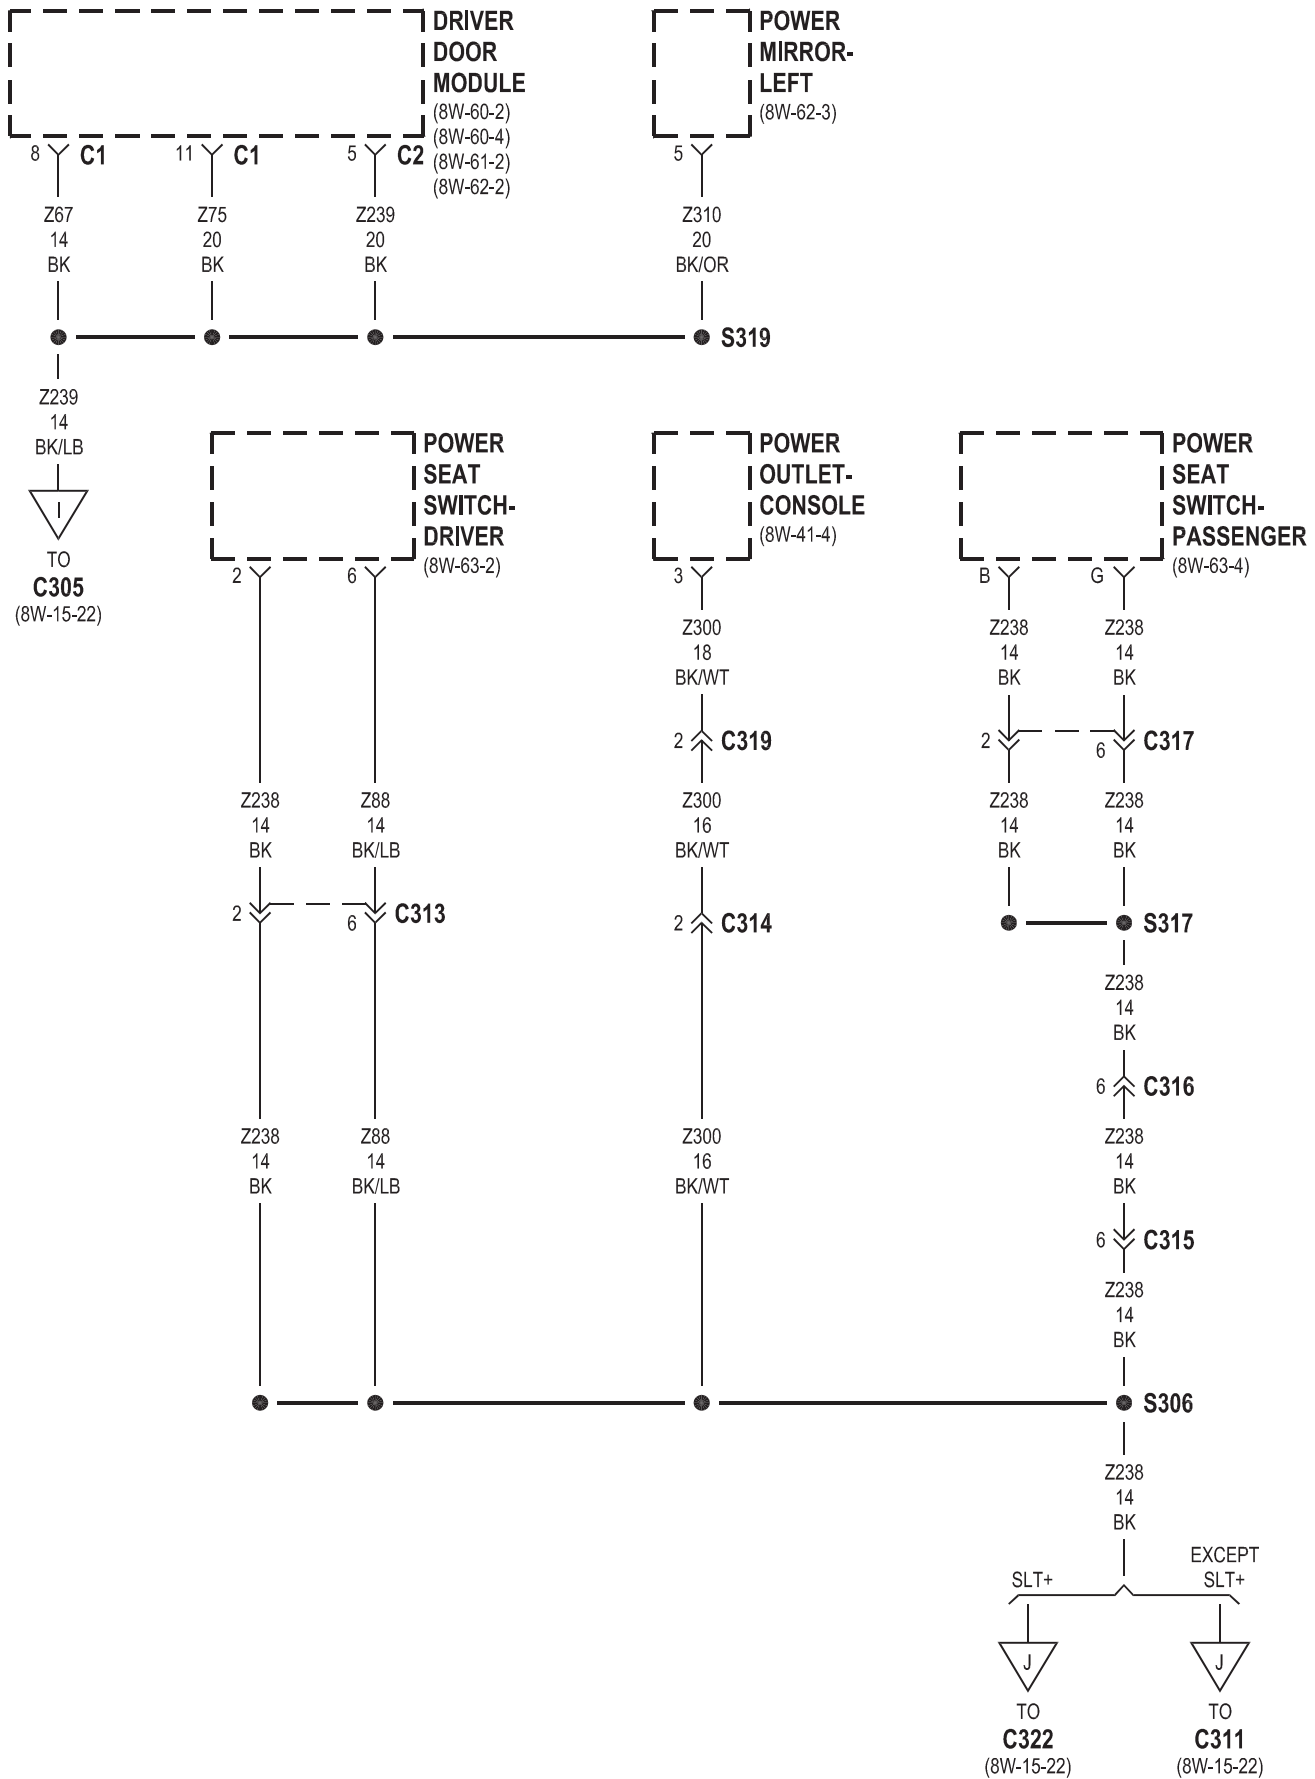 DRIVER
DOOR
MODULE
(8W-60-2)
(8W-60-4)
(8W-61-2)
(8W-62-2)
POWER
MIRROR-
LEFT
(8W-62-3)
8 C1
11 C1
5 C2
5
Z67
14
BK
Z75
20
BK
Z239
20
BK
Z310
20
BK/OR
S319
Z239
14
BK/LB
I
TO
C305
(8W-15-22)
POWER
SEAT
SWITCH-
DRIVER
(8W-63-2)
POWER
OUTLET-
CONSOLE
(8W-41-4)
POWER
SEAT
SWITCH-
PASSENGER
(8W-63-4)
2
6
3
B
G
Z300
18
BK/WT
Z238
14
BK
Z238
14
BK
2 C319
2
6 C317
Z238
14
BK
Z88
14
BK/LB
Z300
16
BK/WT
Z238
14
BK
Z238
14
BK
2
6 C313
2 C314
S317
Z238
14
BK
6 C316
Z238
14
BK
Z88
14
BK/LB
Z300
16
BK/WT
Z238
14
BK
6 C315
Z238
14
BK
S306
Z238
14
BK
SLT+
EXCEPT
SLT+
J
TO
C322
(8W-15-22)
J
TO
C311
(8W-15-22)